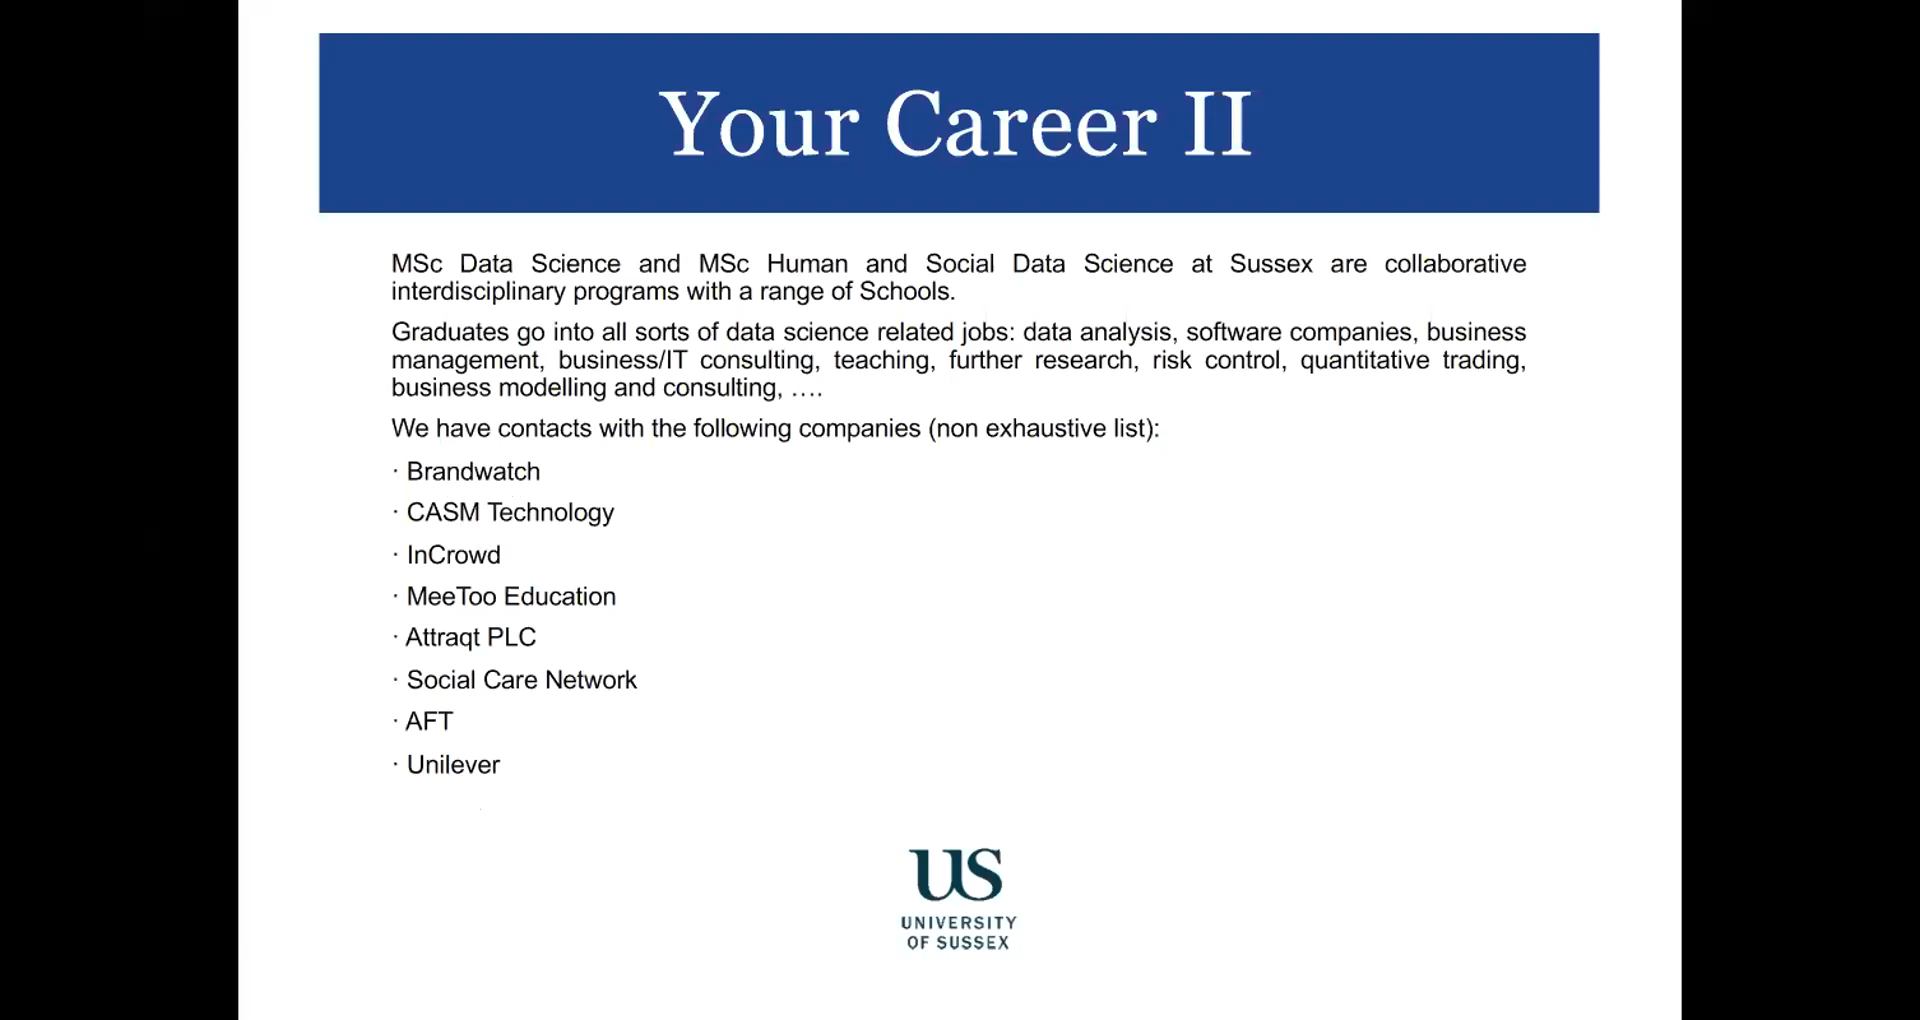 Your Career II
MSc Data Science and MSc Human and Social Data Science at Sussex are collaborative
interdisciplinary programs with a range of Schools.
Graduates go into all sorts of data science related jobs: data analysis, software companies, business
management, business/IT consulting, teaching, further research, risk control, quantitative trading,
business modelling and consulting, ….
We have contacts with the following companies (non exhaustive list):
· Brandwatch
· CASM Technology
· InCrowd
· MeeToo Education
· Attraqt PLC
· Social Care Network
· AFT
· Unilever
US
UNIVERSITY
OF SUSSEX